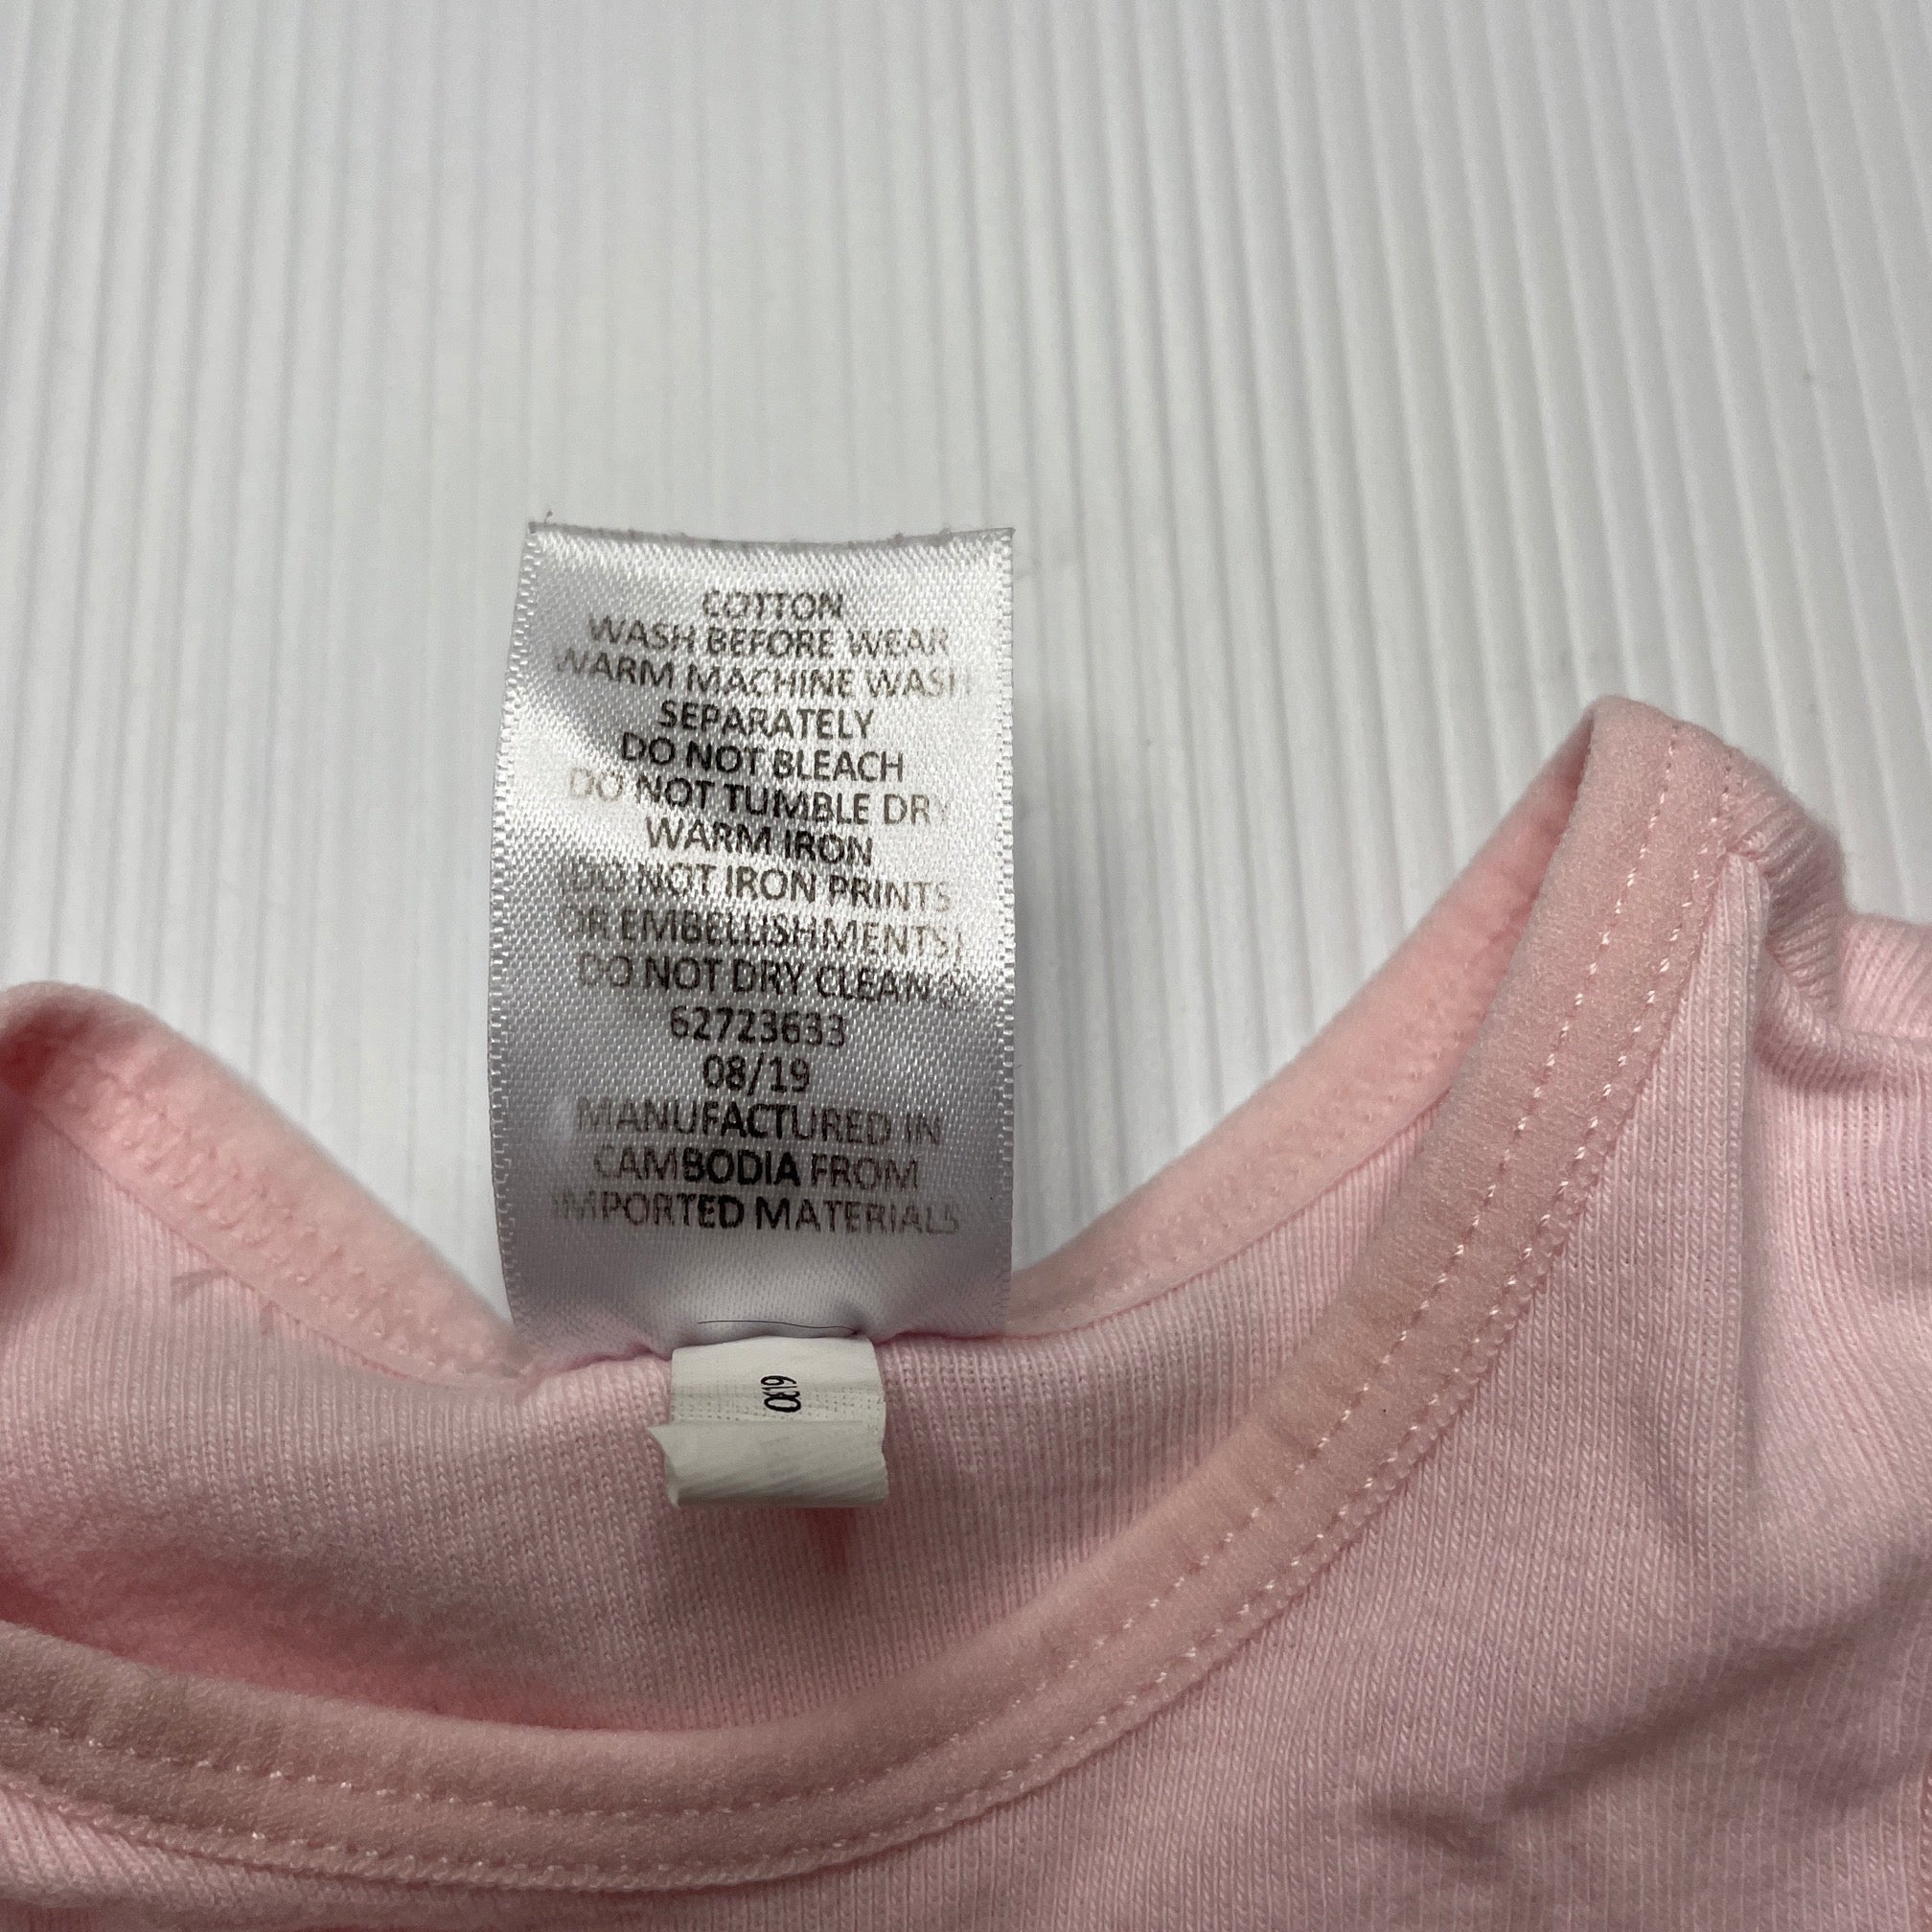 COTTON
WASH BEFORE WEAR
WARM MACHINE WASH
SEPARATELY
DO NOT BLEACH
DO NOT TUMBLE DRY
WARM IRON
DO NOT IRON PRINTS
OR EMBELLISHMENTS)
DO NOT DRY CLEAN
62723633
08/19
MANUFACTURED IN
CAMBODIA FROM
IMPORTED MATERIALS